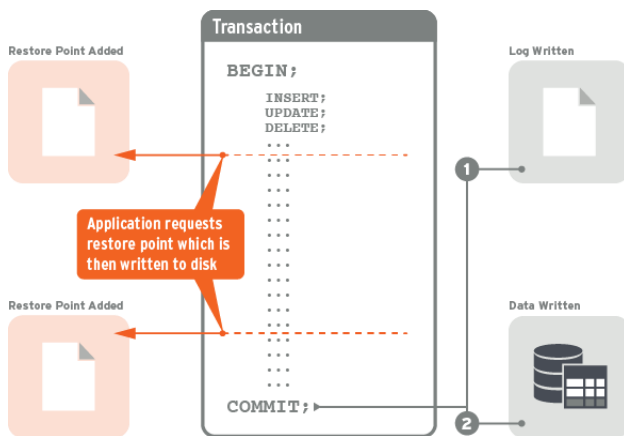 Transaction
Restore Point Added
Log Written
BEGIN;
INSERT;
UPDATE;
DELETE;
...
...
...
1
...
...
...
Application requests
restore point which is
then written to disk
...
...
...
...
...
...
Restore Point Added
Data Written
...
...
...
...
COMMIT;
2